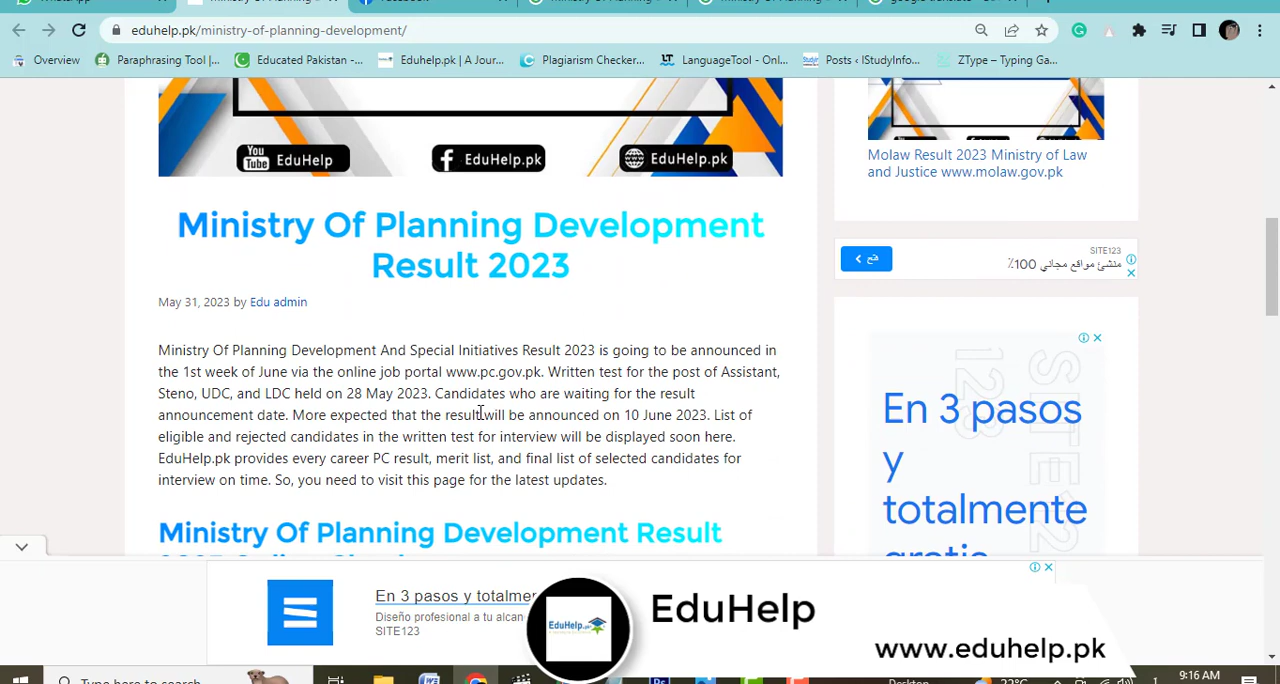 eduhelp.pk/ministry-of-planning-development/
Overview
Paraphrasing Tool |...
Educated Pakistan -...
Eduhelp.pk | A Jour...
Plagiarism Checker...
LanguageTool - Onl...
Posts ‹ IStudyInfo...
ZType – Typing Ga...
You Tube EduHelp
EduHelp.pk
EduHelp.pk
Ministry Of Planning Development
Result 2023
May 31, 2023 by Edu admin
Ministry Of Planning Development And Special Initiatives Result 2023 is going to be announced in
the 1st week of June via the online job portal www.pc.gov.pk. Written test for the post of Assistant,
Steno, UDC, and LDC held on 28 May 2023. Candidates who are waiting for the result
announcement date. More expected that the result will be announced on 10 June 2023. List of
eligible and rejected candidates in the written test for interview will be displayed soon here.
EduHelp.pk provides every career PC result, merit list, and final list of selected candidates for
interview on time. So, you need to visit this page for the latest updates.
Ministry Of Planning Development Result
Molaw Result 2023 Ministry of Law
and Justice www.molaw.gov.pk
SITE123
منشئ مواقع مجاني 100٪
فتح
En 3 pasos
y
totalmente
gratis
En 3 pasos y totalmen
Diseño profesional a tu alcan
SITE123
EduHelp.pk
EduHelp
www.eduhelp.pk
Type here to search
Desktop
9:16 AM